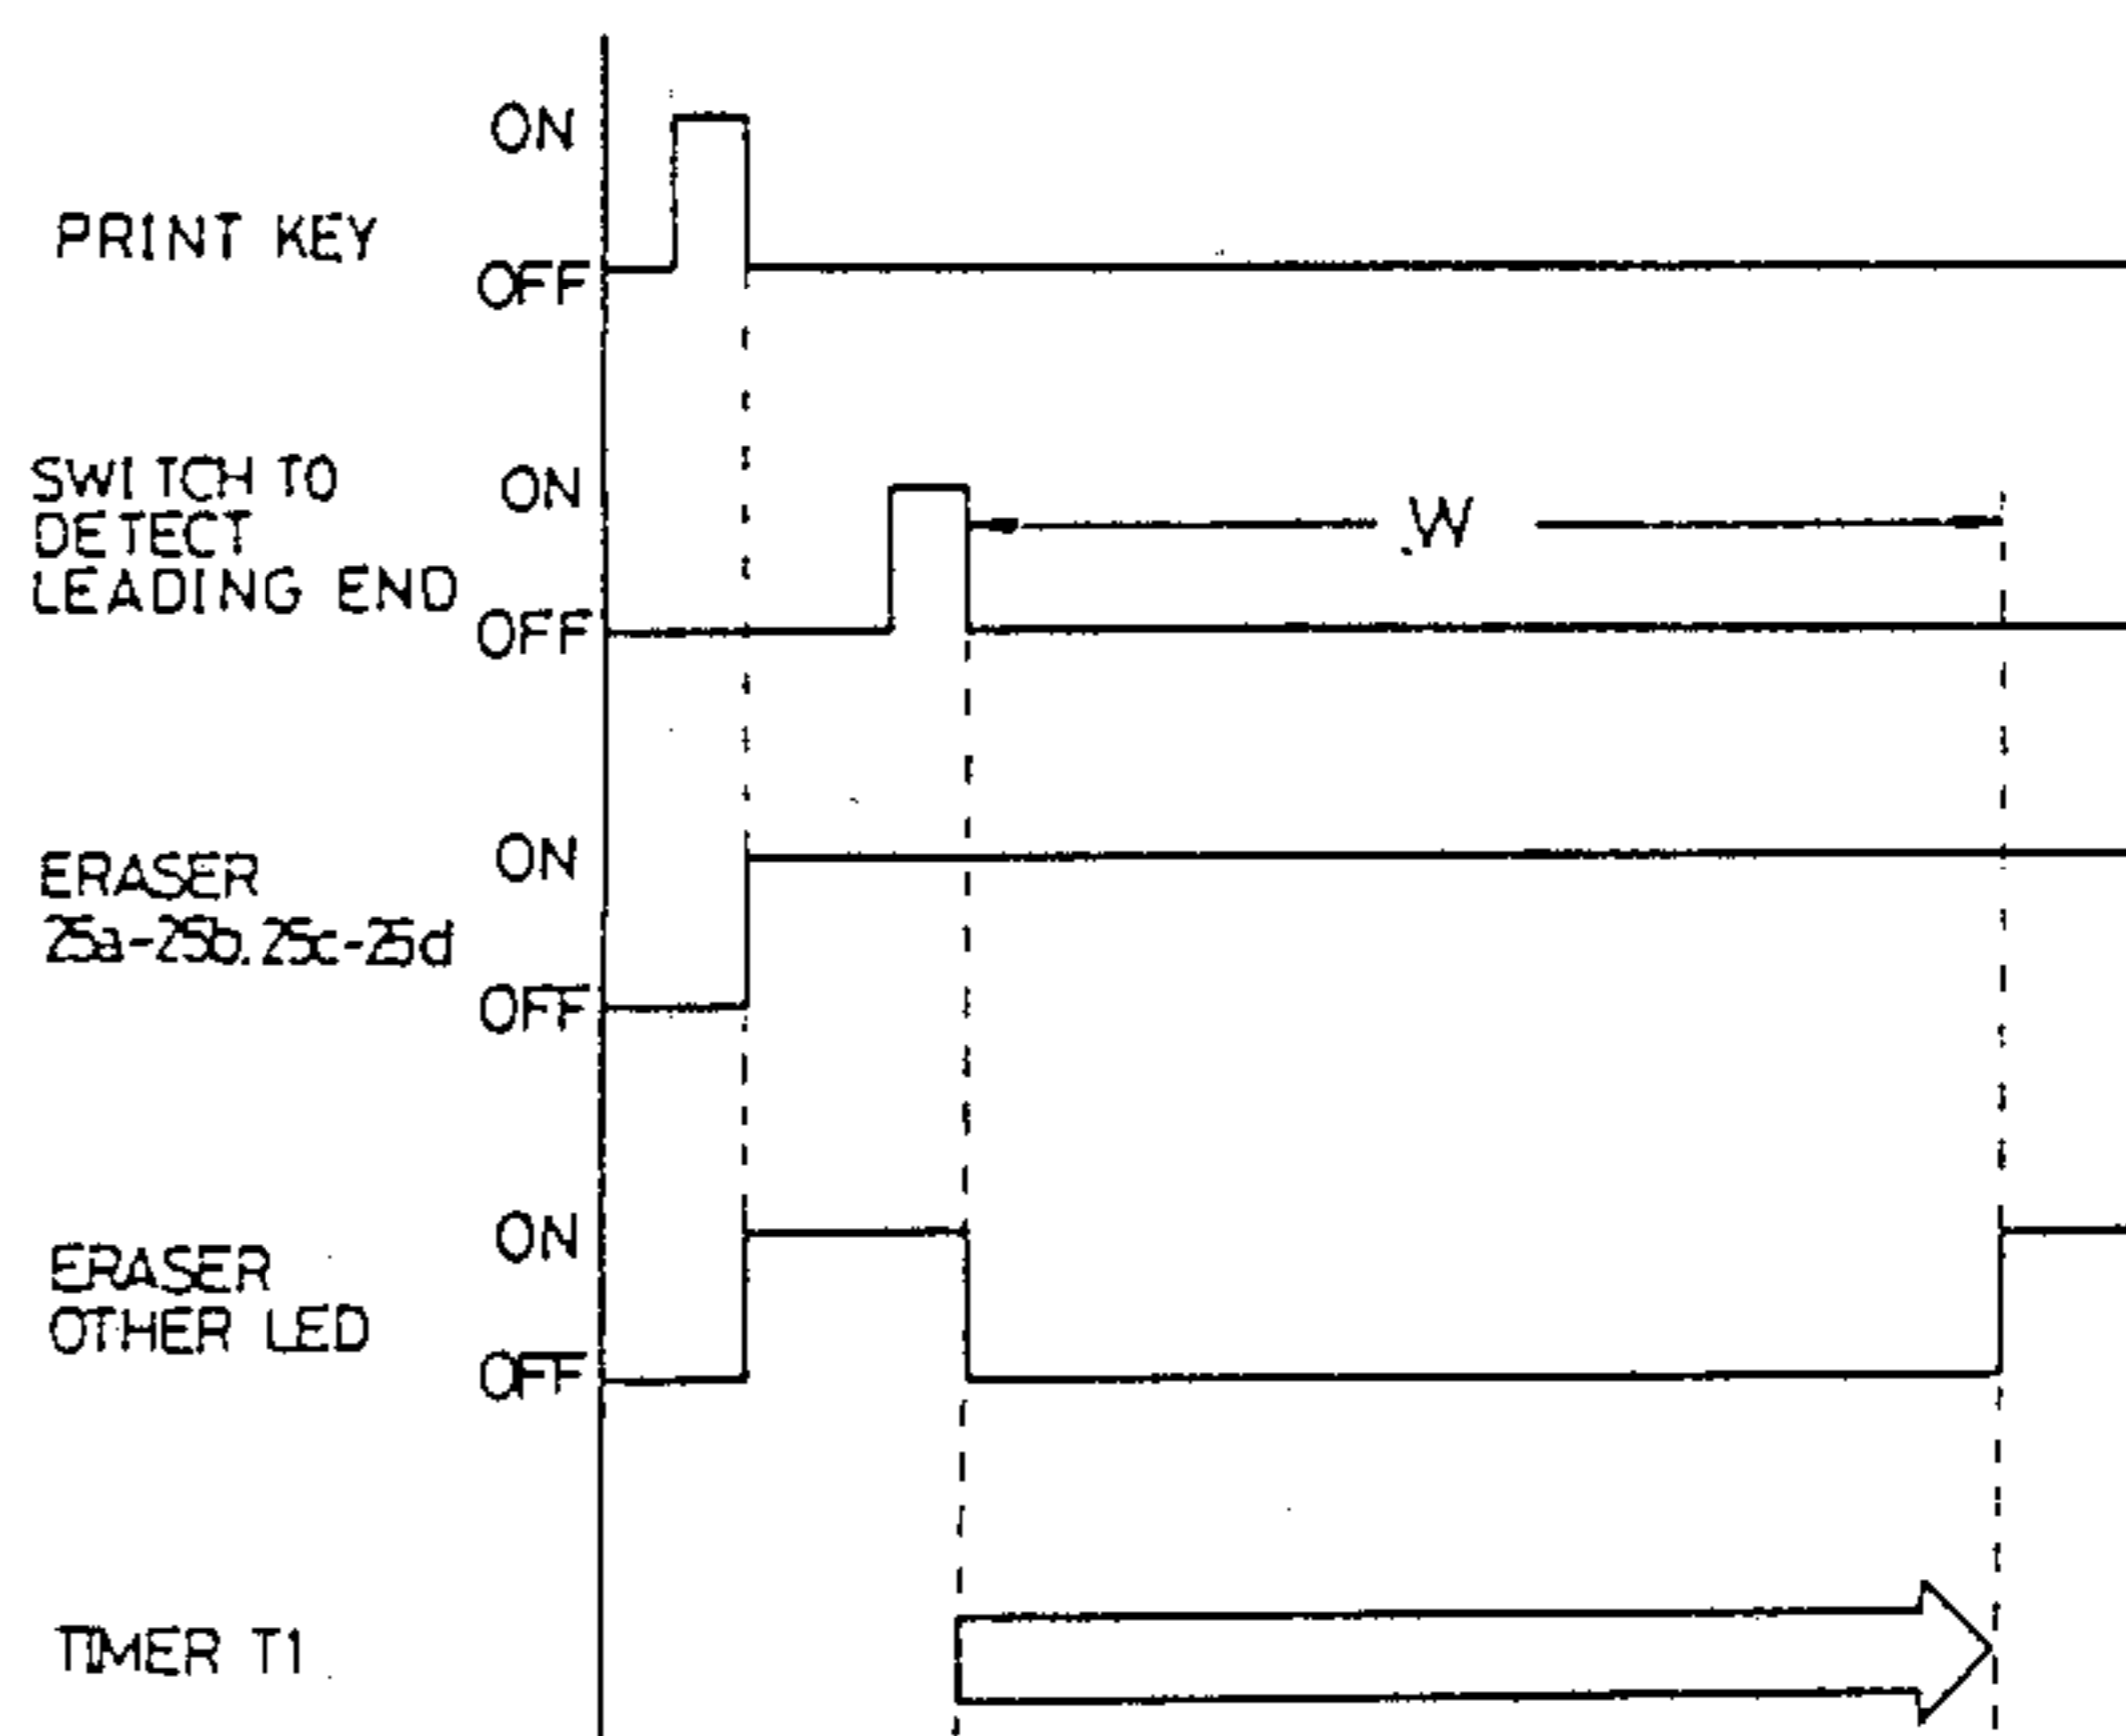 ON
PRINT KEY
OFF
SWITCH TO
DETECT
LEADING END
ON
OFF
W
ERASER
25a-25b.25c-25d
ON
OFF
ERASER
OTHER LED
ON
OFF
TIMER T1